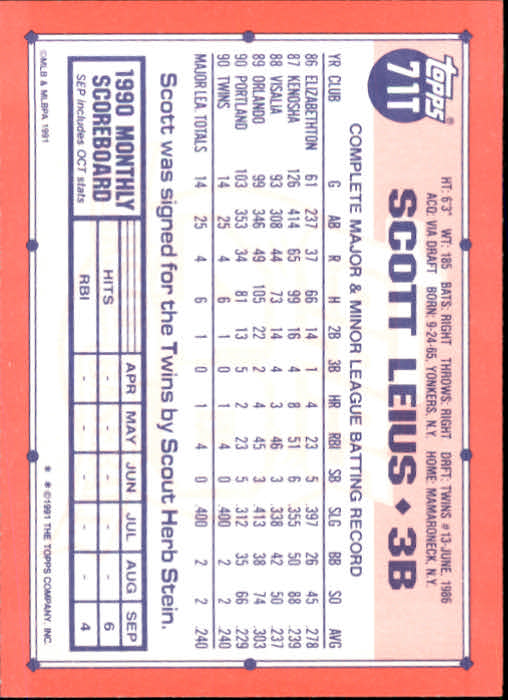 TOPPS®
71T
HT: 6'3" WT: 185 BATS: RIGHT THROWS: RIGHT DRAFT: TWINS #13-JUNE, 1986
ACQ: VIA DRAFT BORN: 9-24-65, YONKERS, N.Y. HOME: MAMARONECK, N.Y.
SCOTT LEIUS ♦ 3B
COMPLETE MAJOR & MINOR LEAGUE BATTING RECORD
YR CLUB G AB R H 2B 3B HR RBI SB SLG BB SO AVG
86 ELIZABETHTON 61 237 37 66 14 1 4 23 5 .397 26 45 .278
87 KENOSHA 126 414 65 99 16 4 8 51 6 .355 50 88 .239
88 VISALIA 93 308 44 73 14 4 3 46 3 .338 42 50 .237
89 ORLANDO 99 346 49 105 22 2 4 45 3 .413 38 74 .303
90 PORTLAND 103 353 34 81 13 5 2 23 5 .312 35 66 .229
90 TWINS 14 25 4 6 1 0 1 4 0 .400 2 2 .240
MAJOR LEA. TOTALS 14 25 4 6 1 0 1 4 0 .400 2 2 .240
Scott was signed for the Twins by Scout Herb Stein.
1990 MONTHLY SCOREBOARD
SEP includes OCT stats
APR MAY JUN JUL AUG SEP
HITS - - - - - 6
RBI - - - - - 4
©MLB & MLBPA 1991
* * ©1991 THE TOPPS COMPANY, INC.